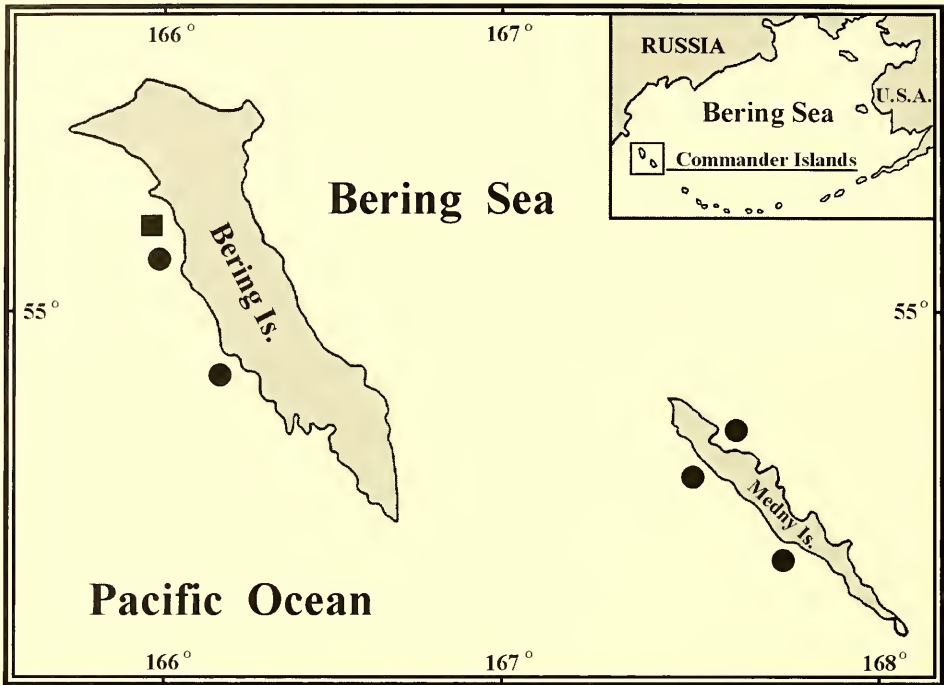 166° 167°
RUSSIA
U.S.A.
Bering Sea
Commander Islands
Bering Sea
Bering Is.
55° 55°
Medny Is.
Pacific Ocean
166° 167° 168°